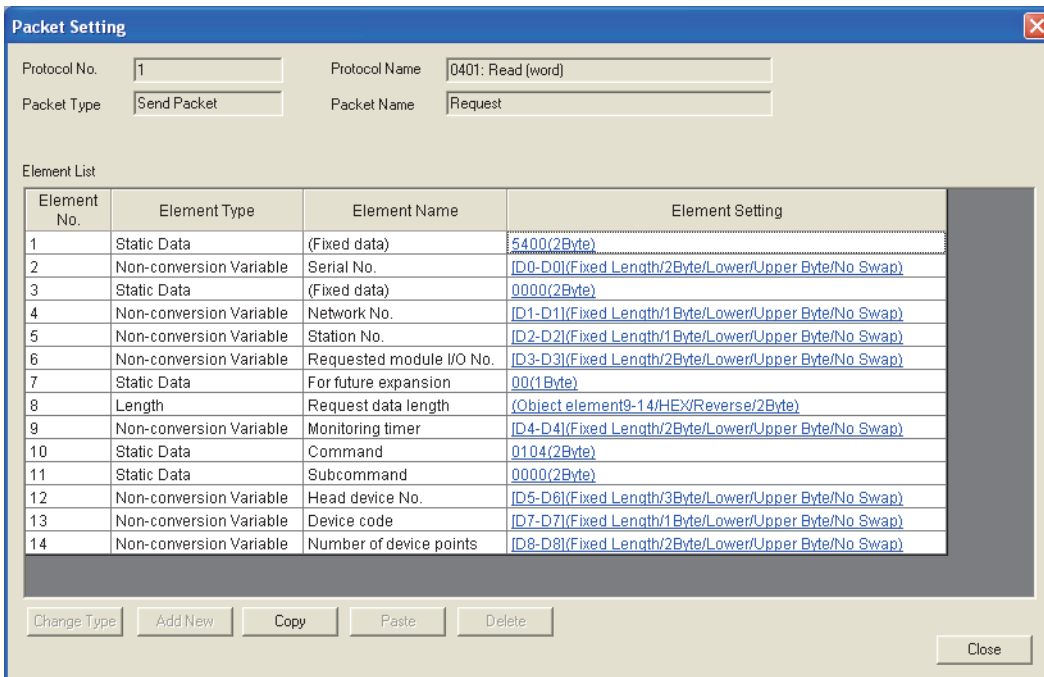 Packet Setting
Protocol No. 1 Protocol Name 0401: Read (word)
Packet Type Send Packet Packet Name Request
Element List
Element No. Element Type Element Name Element Setting
1 Static Data (Fixed data) 5400(2Byte)
2 Non-conversion Variable Serial No. [D0-D0](Fixed Length/2Byte/Lower/Upper Byte/No Swap)
3 Static Data (Fixed data) 0000(2Byte)
4 Non-conversion Variable Network No. [D1-D1](Fixed Length/1Byte/Lower/Upper Byte/No Swap)
5 Non-conversion Variable Station No. [D2-D2](Fixed Length/1Byte/Lower/Upper Byte/No Swap)
6 Non-conversion Variable Requested module I/O No. [D3-D3](Fixed Length/2Byte/Lower/Upper Byte/No Swap)
7 Static Data For future expansion 00(1Byte)
8 Length Request data length (Object element9-14/HEX/Reverse/2Byte)
9 Non-conversion Variable Monitoring timer [D4-D4](Fixed Length/2Byte/Lower/Upper Byte/No Swap)
10 Static Data Command 0104(2Byte)
11 Static Data Subcommand 0000(2Byte)
12 Non-conversion Variable Head device No. [D5-D6](Fixed Length/3Byte/Lower/Upper Byte/No Swap)
13 Non-conversion Variable Device code [D7-D7](Fixed Length/1Byte/Lower/Upper Byte/No Swap)
14 Non-conversion Variable Number of device points [D8-D8](Fixed Length/2Byte/Lower/Upper Byte/No Swap)
Change Type Add New Copy Paste Delete
Close